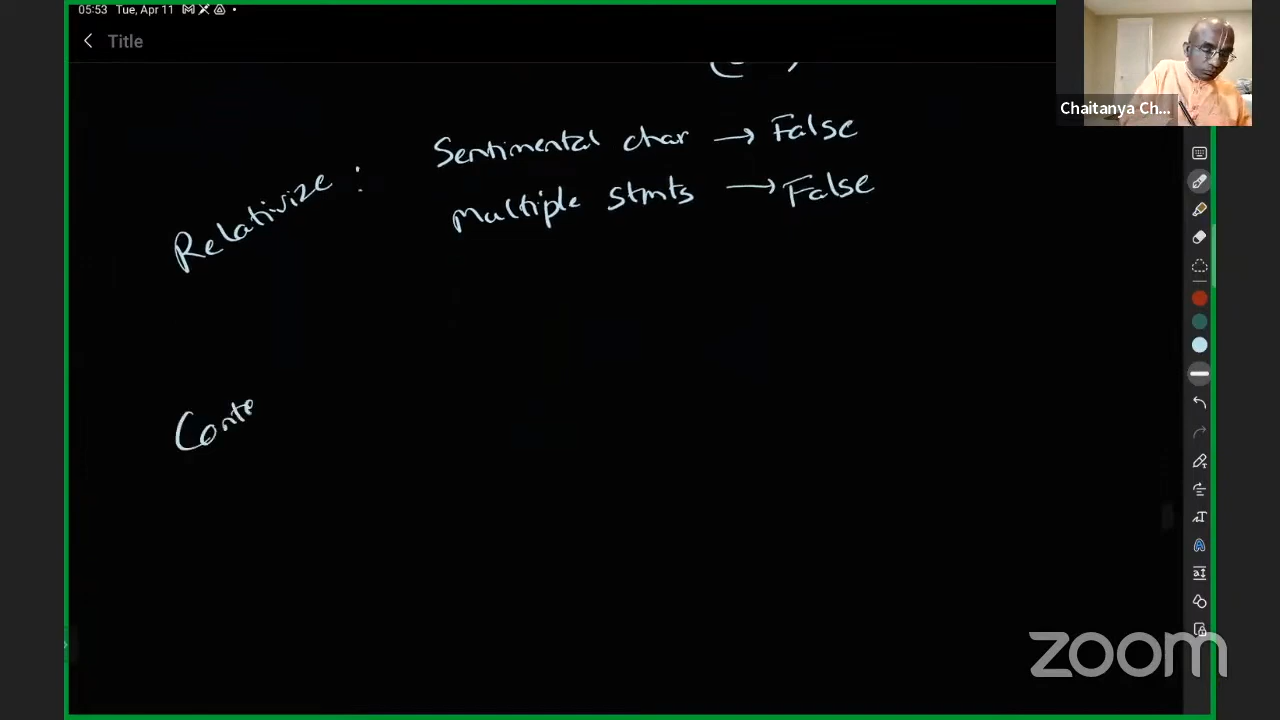 05:53 Tue, Apr 11
Title
Chaitanya Ch...
Sentimental char → False
Relativize :
Multiple stmts → False
Conte
zoom